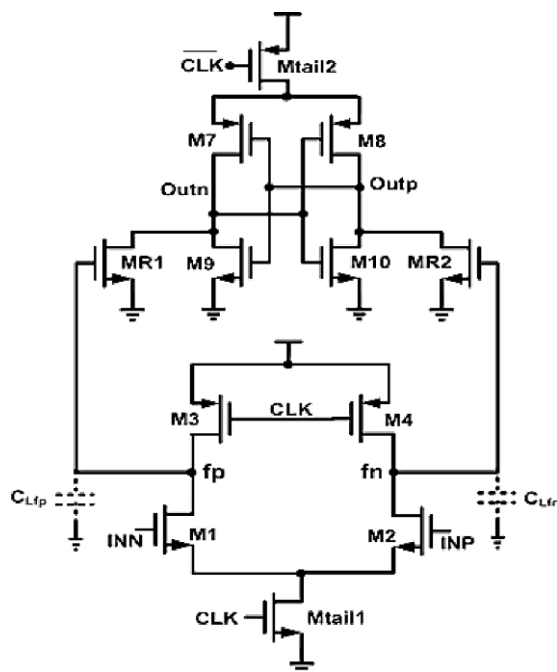 CLK
Mtail2
M7
M8
Outn
Outp
MR1
M9
M10
MR2
M3
CLK
M4
fp
fn
CLfp
CLfn
INN
M1
M2
INP
CLK
Mtail1